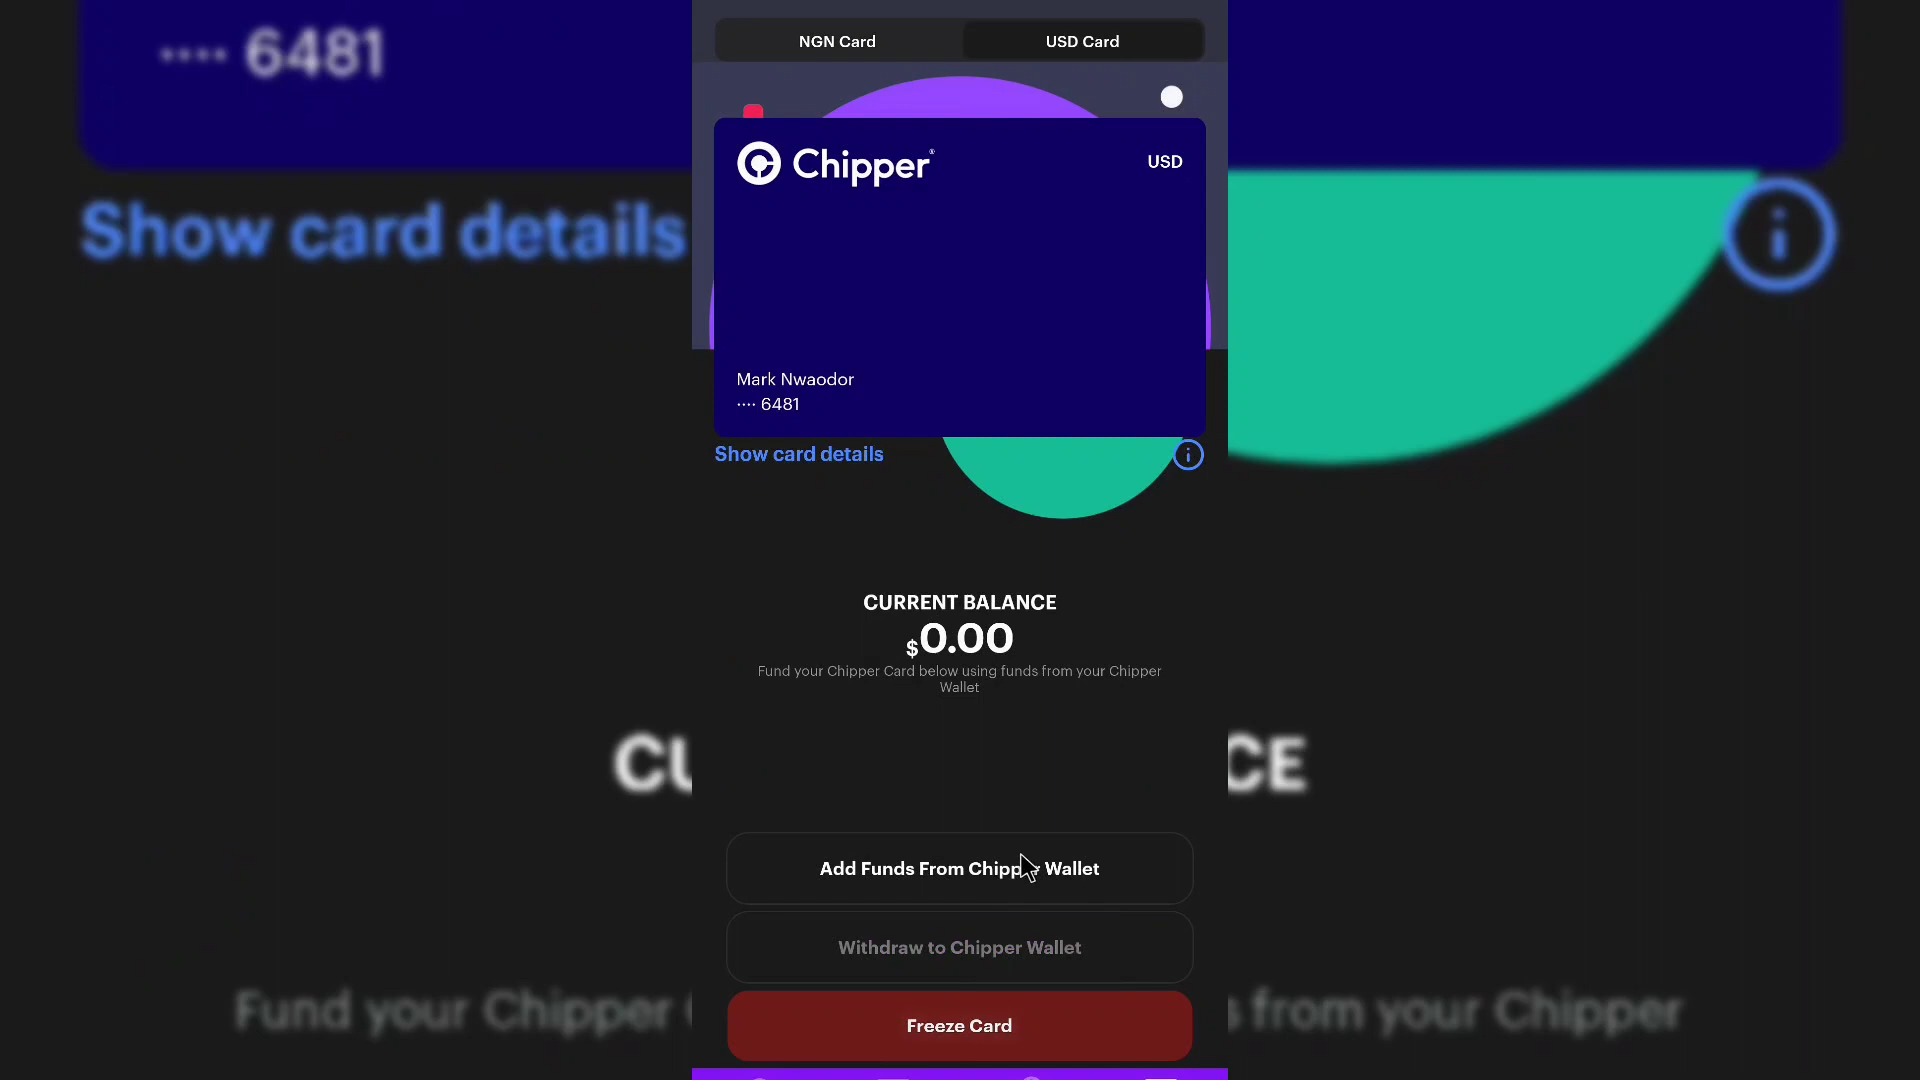 NGN Card
USD Card
Chipper
USD
Mark Nwaodor
···· 6481
Show card details
CURRENT BALANCE
$0.00
Fund your Chipper Card below using funds from your Chipper
Wallet
Add Funds From Chipper Wallet
Withdraw to Chipper Wallet
Freeze Card
···· 6481
Show card details
Fund your Chipper
from your Chipper